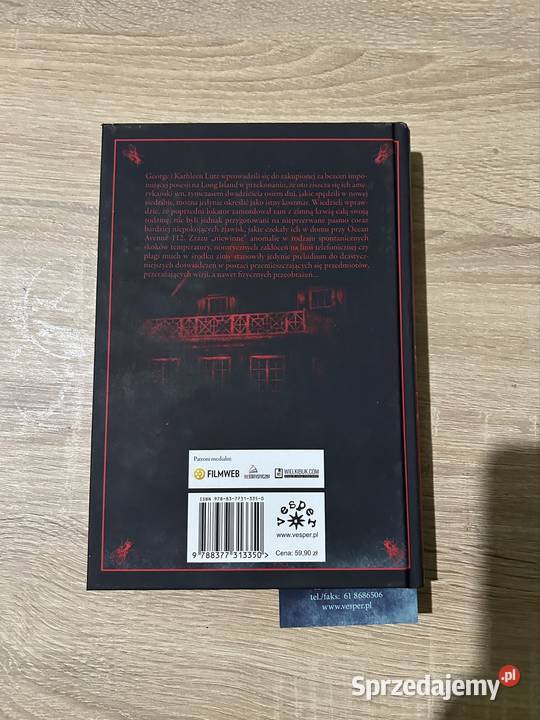 George i Kathleen Lutz wprowadzili się do zakupionej za bezcen impo-
nującej posesji na Long Island w przekonaniu, że oto ziszcza się ich ame-
rykański sen, tymczasem dwadzieścia osiem dni, jakie spędzili w nowej
siedzibie, można jedynie określić jako istny koszmar. Wiedzieli wpraw-
dzie, że poprzedni lokator zamordował tam z zimną krwią całą swoją
rodzinę, nie byli jednak przygotowani na nieprzerwane pasmo coraz
bardziej niepokojących zjawisk, jakie czekały ich w domu przy Ocean
Avenue 112. Zrazu „niewinne” anomalie w rodzaju spontanicznych
skoków temperatury, notorycznych zakłóceń na linii telefonicznej czy
plagi much w środku zimy stanowiły jedynie preludium do drastycz-
niejszych doświadczeń w postaci przemieszczających się przedmiotów,
przerażających wizji, a nawet fizycznych przeobrażeń...
Patroni medialni:
FILMWEB
WIELKIBUK.COM
ISBN 978-83-7731-335-0
9 788377 313350 >
vesper
www.vesper.pl
Cena: 59,90 zł
tel./faks: 61 8686506
www.vesper.pl
Sprzedajemy.pl